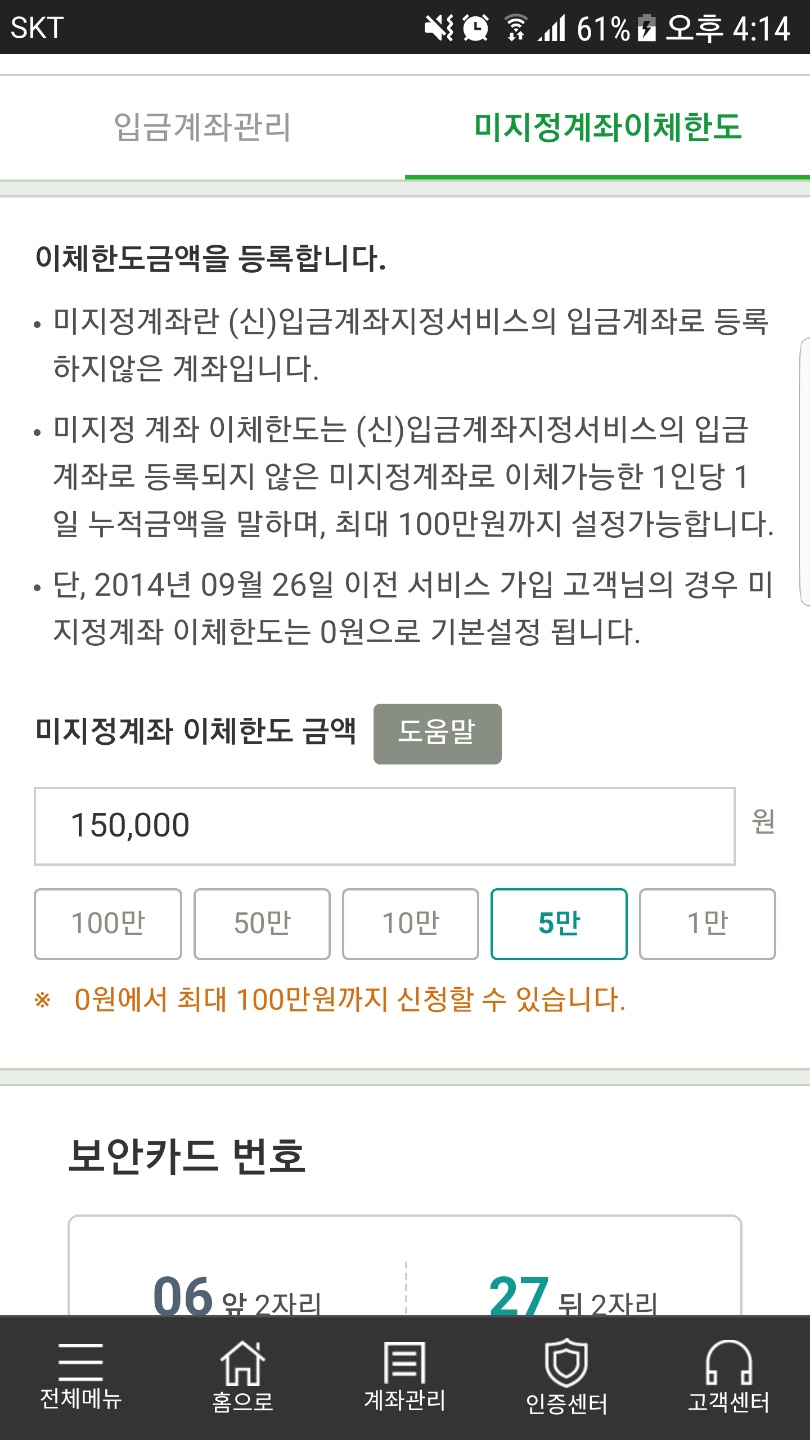 SKT 61% 오후 4:14
입금계좌관리 미지정계좌이체한도
이체한도금액을 등록합니다.
• 미지정계좌란 (신)입금계좌지정서비스의 입금계좌로 등록
하지않은 계좌입니다.
• 미지정 계좌 이체한도는 (신)입금계좌지정서비스의 입금
계좌로 등록되지 않은 미지정계좌로 이체가능한 1인당 1
일 누적금액을 말하며, 최대 100만원까지 설정가능합니다.
• 단, 2014년 09월 26일 이전 서비스 가입 고객님의 경우 미
지정계좌 이체한도는 0원으로 기본설정 됩니다.
미지정계좌 이체한도 금액 도움말
150,000 원
100만 50만 10만 5만 1만
※ 0원에서 최대 100만원까지 신청할 수 있습니다.
보안카드 번호
06 앞 2자리 27 뒤 2자리
전체메뉴 홈으로 계좌관리 인증센터 고객센터